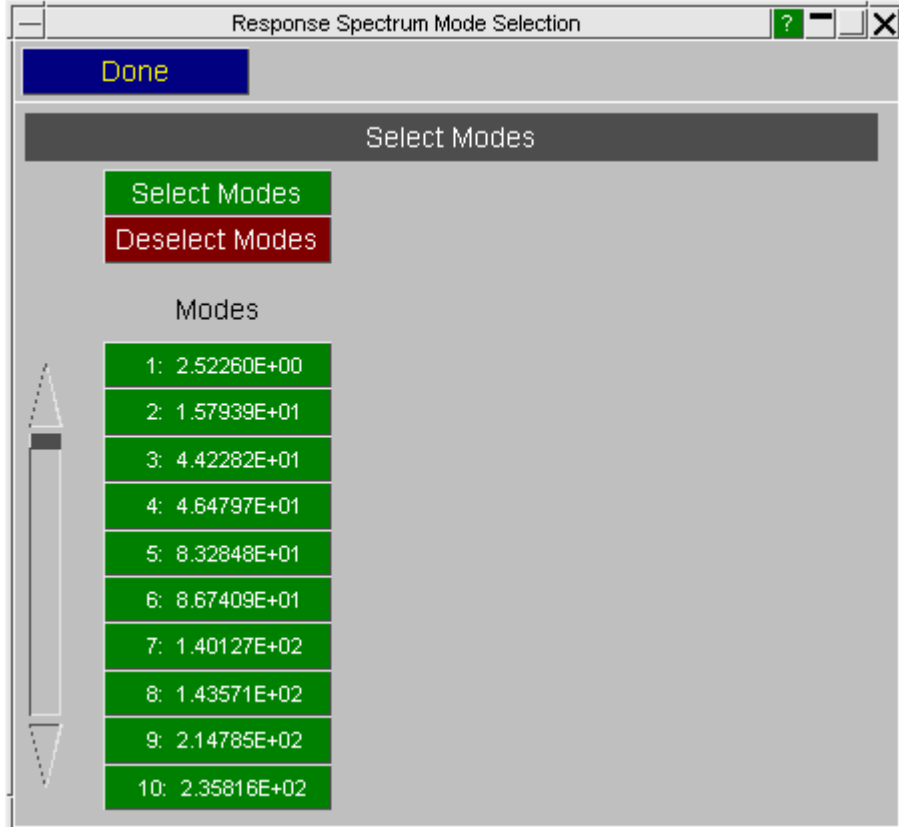 Response Spectrum Mode Selection ?
Done
Select Modes
Select Modes
Deselect Modes
Modes
1: 2.52260E+00
2: 1.57939E+01
3: 4.42282E+01
4: 4.64797E+01
5: 8.32848E+01
6: 8.67409E+01
7: 1.40127E+02
8: 1.43571E+02
9: 2.14785E+02
10: 2.35816E+02